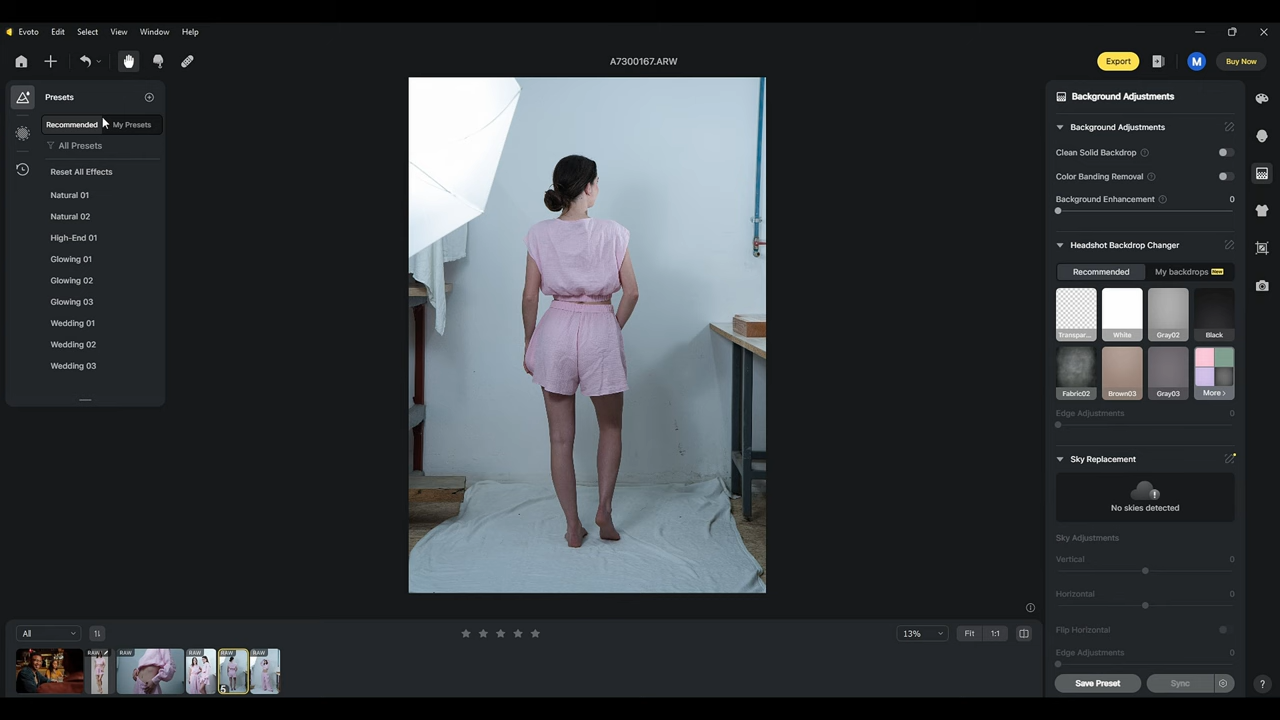 Evoto Edit Select View Window Help
A7300167.ARW
Export M Buy Now
Presets
Recommended My Presets
All Presets
Reset All Effects
Natural 01
Natural 02
High-End 01
Glowing 01
Glowing 02
Glowing 03
Wedding 01
Wedding 02
Wedding 03
Background Adjustments
Background Adjustments
Clean Solid Backdrop ?
Color Banding Removal ?
Background Enhancement ? 0
Headshot Backdrop Changer
Recommended My backdrops New
Transpar... White Gray02 Black
Fabric02 Brown03 Gray03 More ›
Edge Adjustments 0
Sky Replacement
No skies detected
Sky Adjustments
Vertical 0
Horizontal 0
Flip Horizontal
Edge Adjustments 0
Save Preset Sync
All 13% Fit 1:1
RAW RAW RAW RAW RAW
5
?